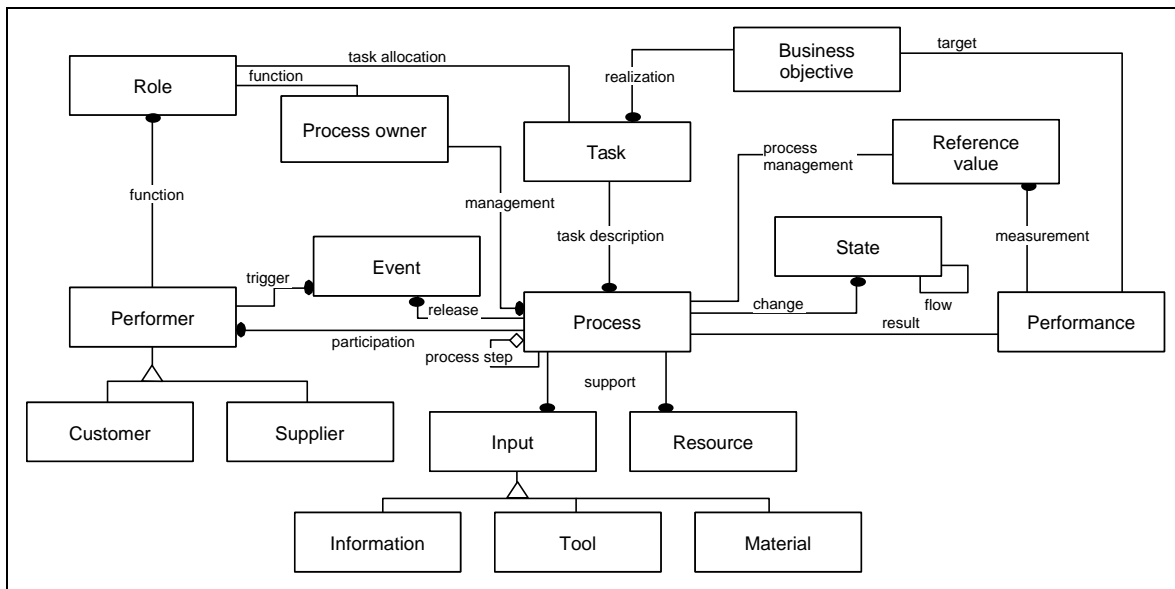 task allocation
Business
objective
target
Role
function
realization
Process owner
Task
process
management
Reference
value
function
management
task description
State
measurement
Event
trigger
flow
Performer
release
Process
change
Performance
result
participation
process step
support
Customer
Supplier
Input
Resource
Information
Tool
Material